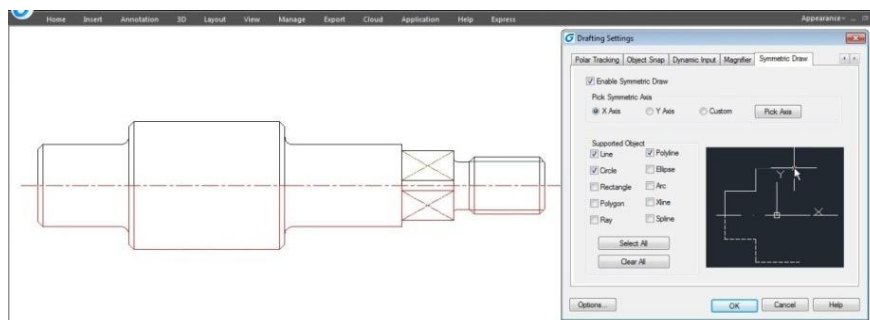 Home Insert Annotation 3D Layout View Manage Export Cloud Application Help Express Appearance
Drafting Settings
Polar Tracking Object Snap Dynamic Input Magnifier Symmetric Draw
Enable Symmetric Draw
Pick Symmetric Axis
X Axis Y Axis Custom Pick Axis
Supported Object
Line Polyline
Circle Ellipse
Rectangle Arc
Polygon Xline
Ray Spline
Select All
Clear All
Y
X
Options... OK Cancel Help